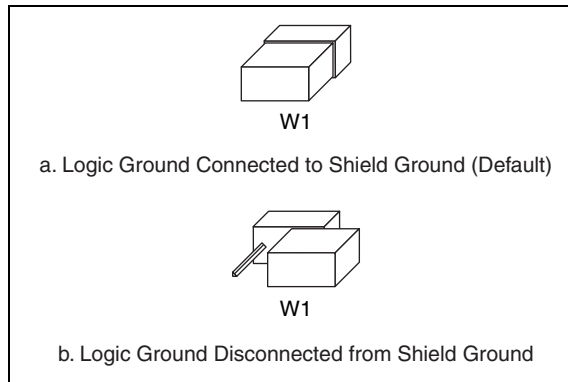 W1
a. Logic Ground Connected to Shield Ground (Default)
W1
b. Logic Ground Disconnected from Shield Ground